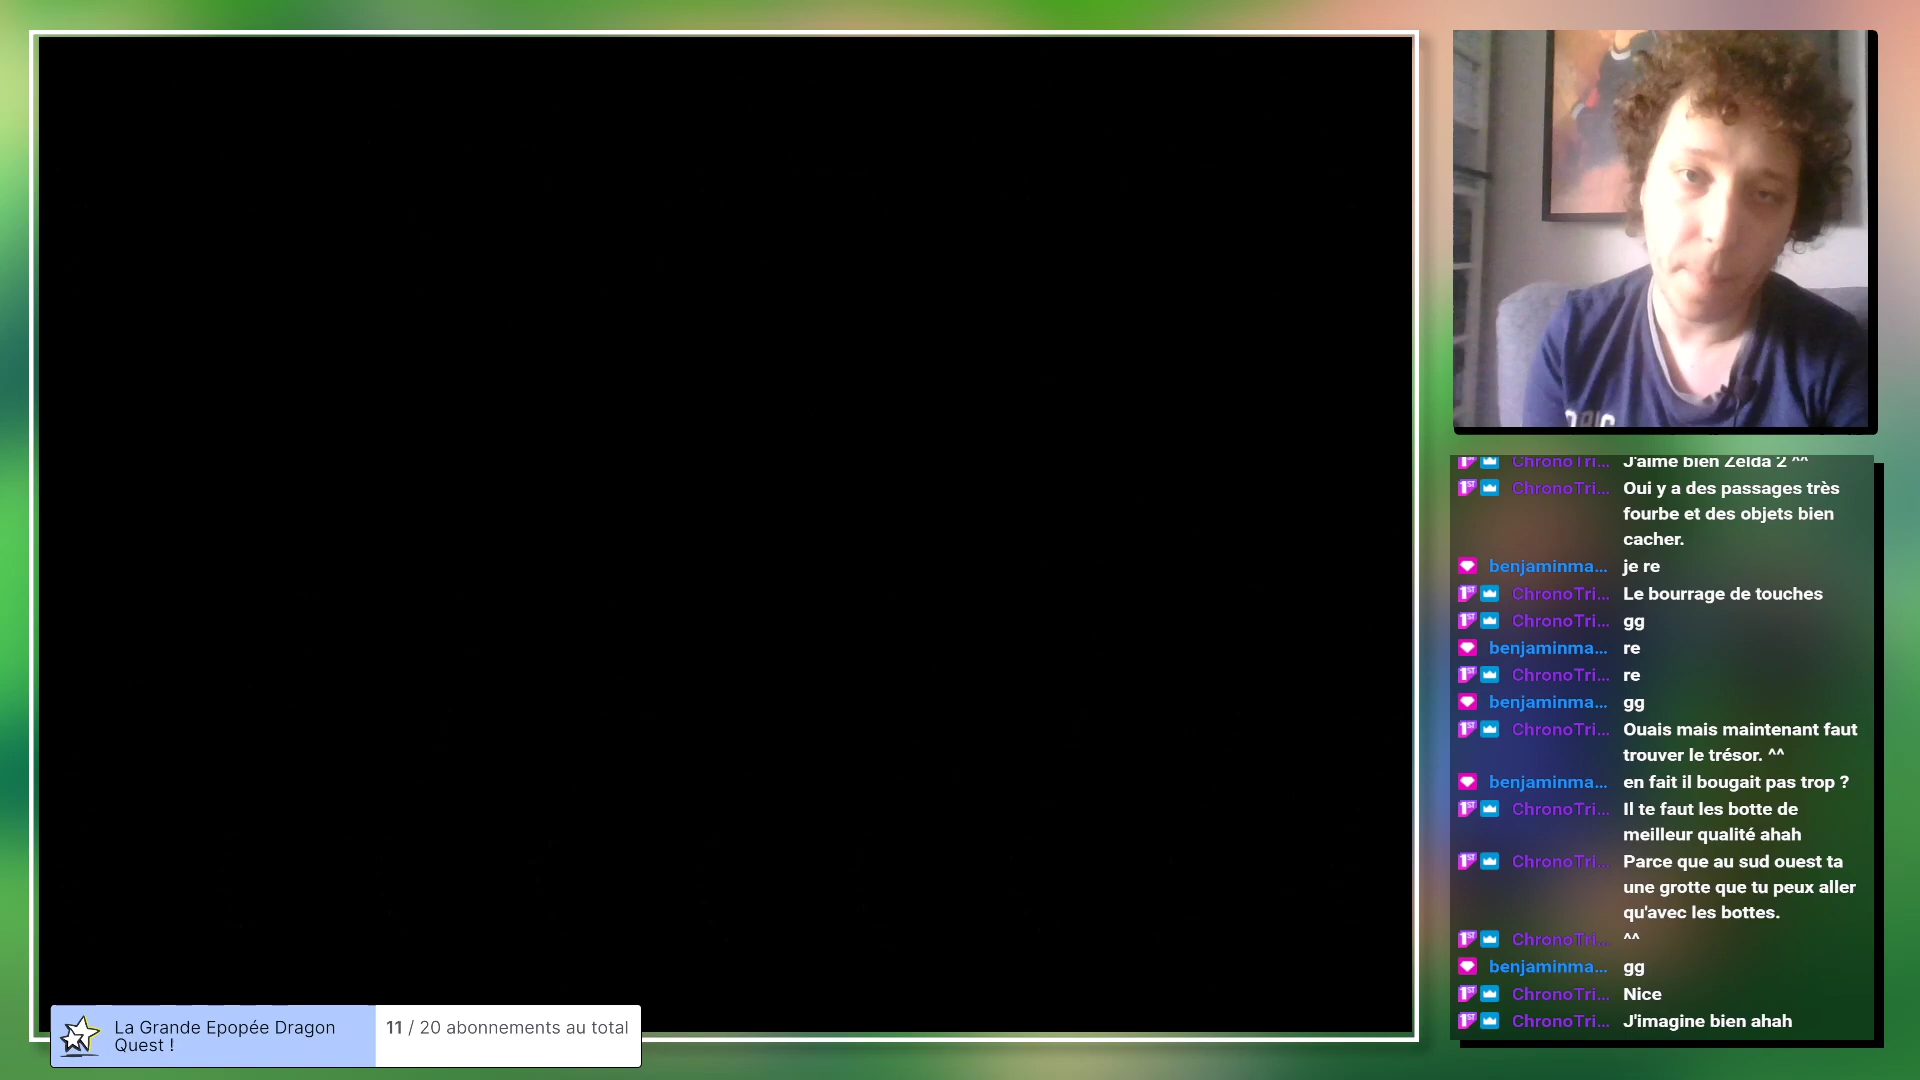 ChronoTri... J'aime bien Zelda 2 ^^
ChronoTri... Oui y a des passages très
fourbe et des objets bien
cacher.
benjaminma... je re
ChronoTri... Le bourrage de touches
ChronoTri... gg
benjaminma... re
ChronoTri... re
benjaminma... gg
ChronoTri... Ouais mais maintenant faut
trouver le trésor. ^^
benjaminma... en fait il bougait pas trop ?
ChronoTri... Il te faut les botte de
meilleur qualité ahah
ChronoTri... Parce que au sud ouest ta
une grotte que tu peux aller
qu'avec les bottes.
ChronoTri... ^^
benjaminma... gg
ChronoTri... Nice
ChronoTri... J'imagine bien ahah
La Grande Epopée Dragon
Quest !
11 / 20 abonnements au total